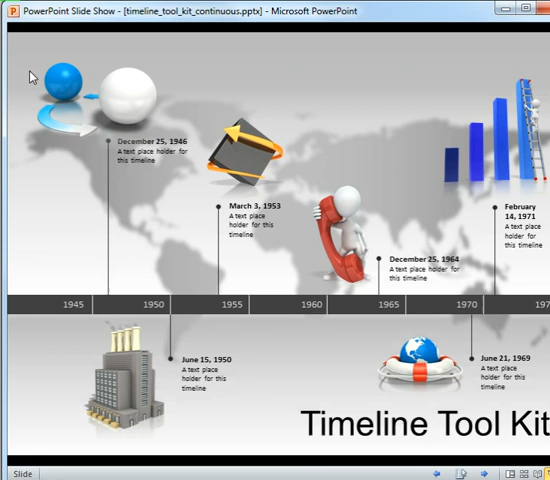 PowerPoint Slide Show - [timeline_tool_kit_continuous.pptx] - Microsoft PowerPoint
December 25, 1946
A text place holder for
this timeline
March 3, 1953
A text place
holder for this
timeline
February
14, 1971
A text place
holder for
this timeline
December 25, 1964
A text place
holder for this
timeline
1945 1950 1955 1960 1965 1970 197
June 15, 1950
A text place
holder for this
timeline
June 21, 1969
A text place
holder for this
timeline
Timeline Tool Kit
Slide